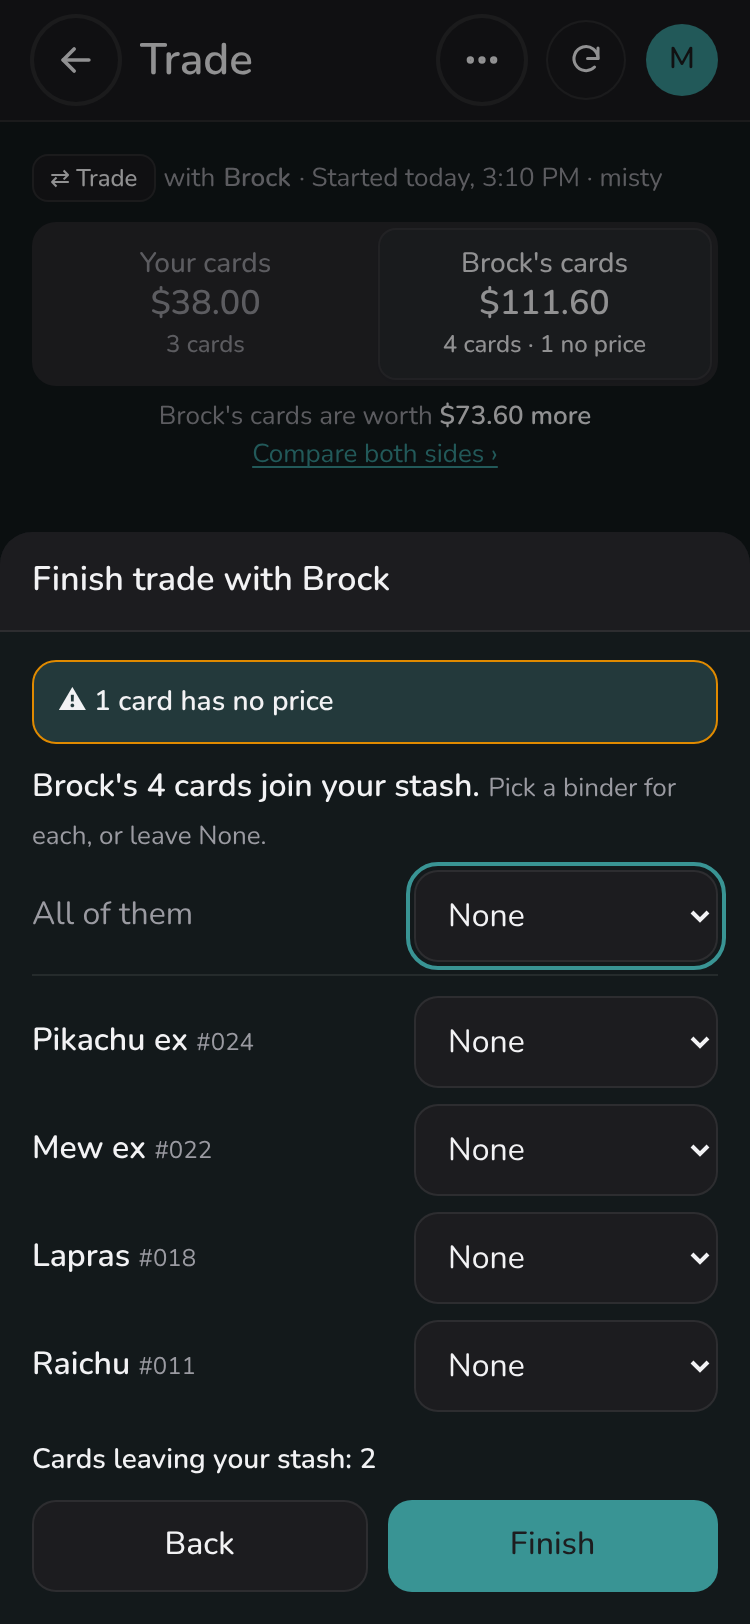 Trade
M
⇄ Trade with Brock · Started today, 3:10 PM · misty
Your cards
$38.00
3 cards
Brock's cards
$111.60
4 cards · 1 no price
Brock's cards are worth $73.60 more
Compare both sides ›
Finish trade with Brock
⚠ 1 card has no price
Brock's 4 cards join your stash. Pick a binder for
each, or leave None.
All of them None
Pikachu ex #024 None
Mew ex #022 None
Lapras #018 None
Raichu #011 None
Cards leaving your stash: 2
Back Finish